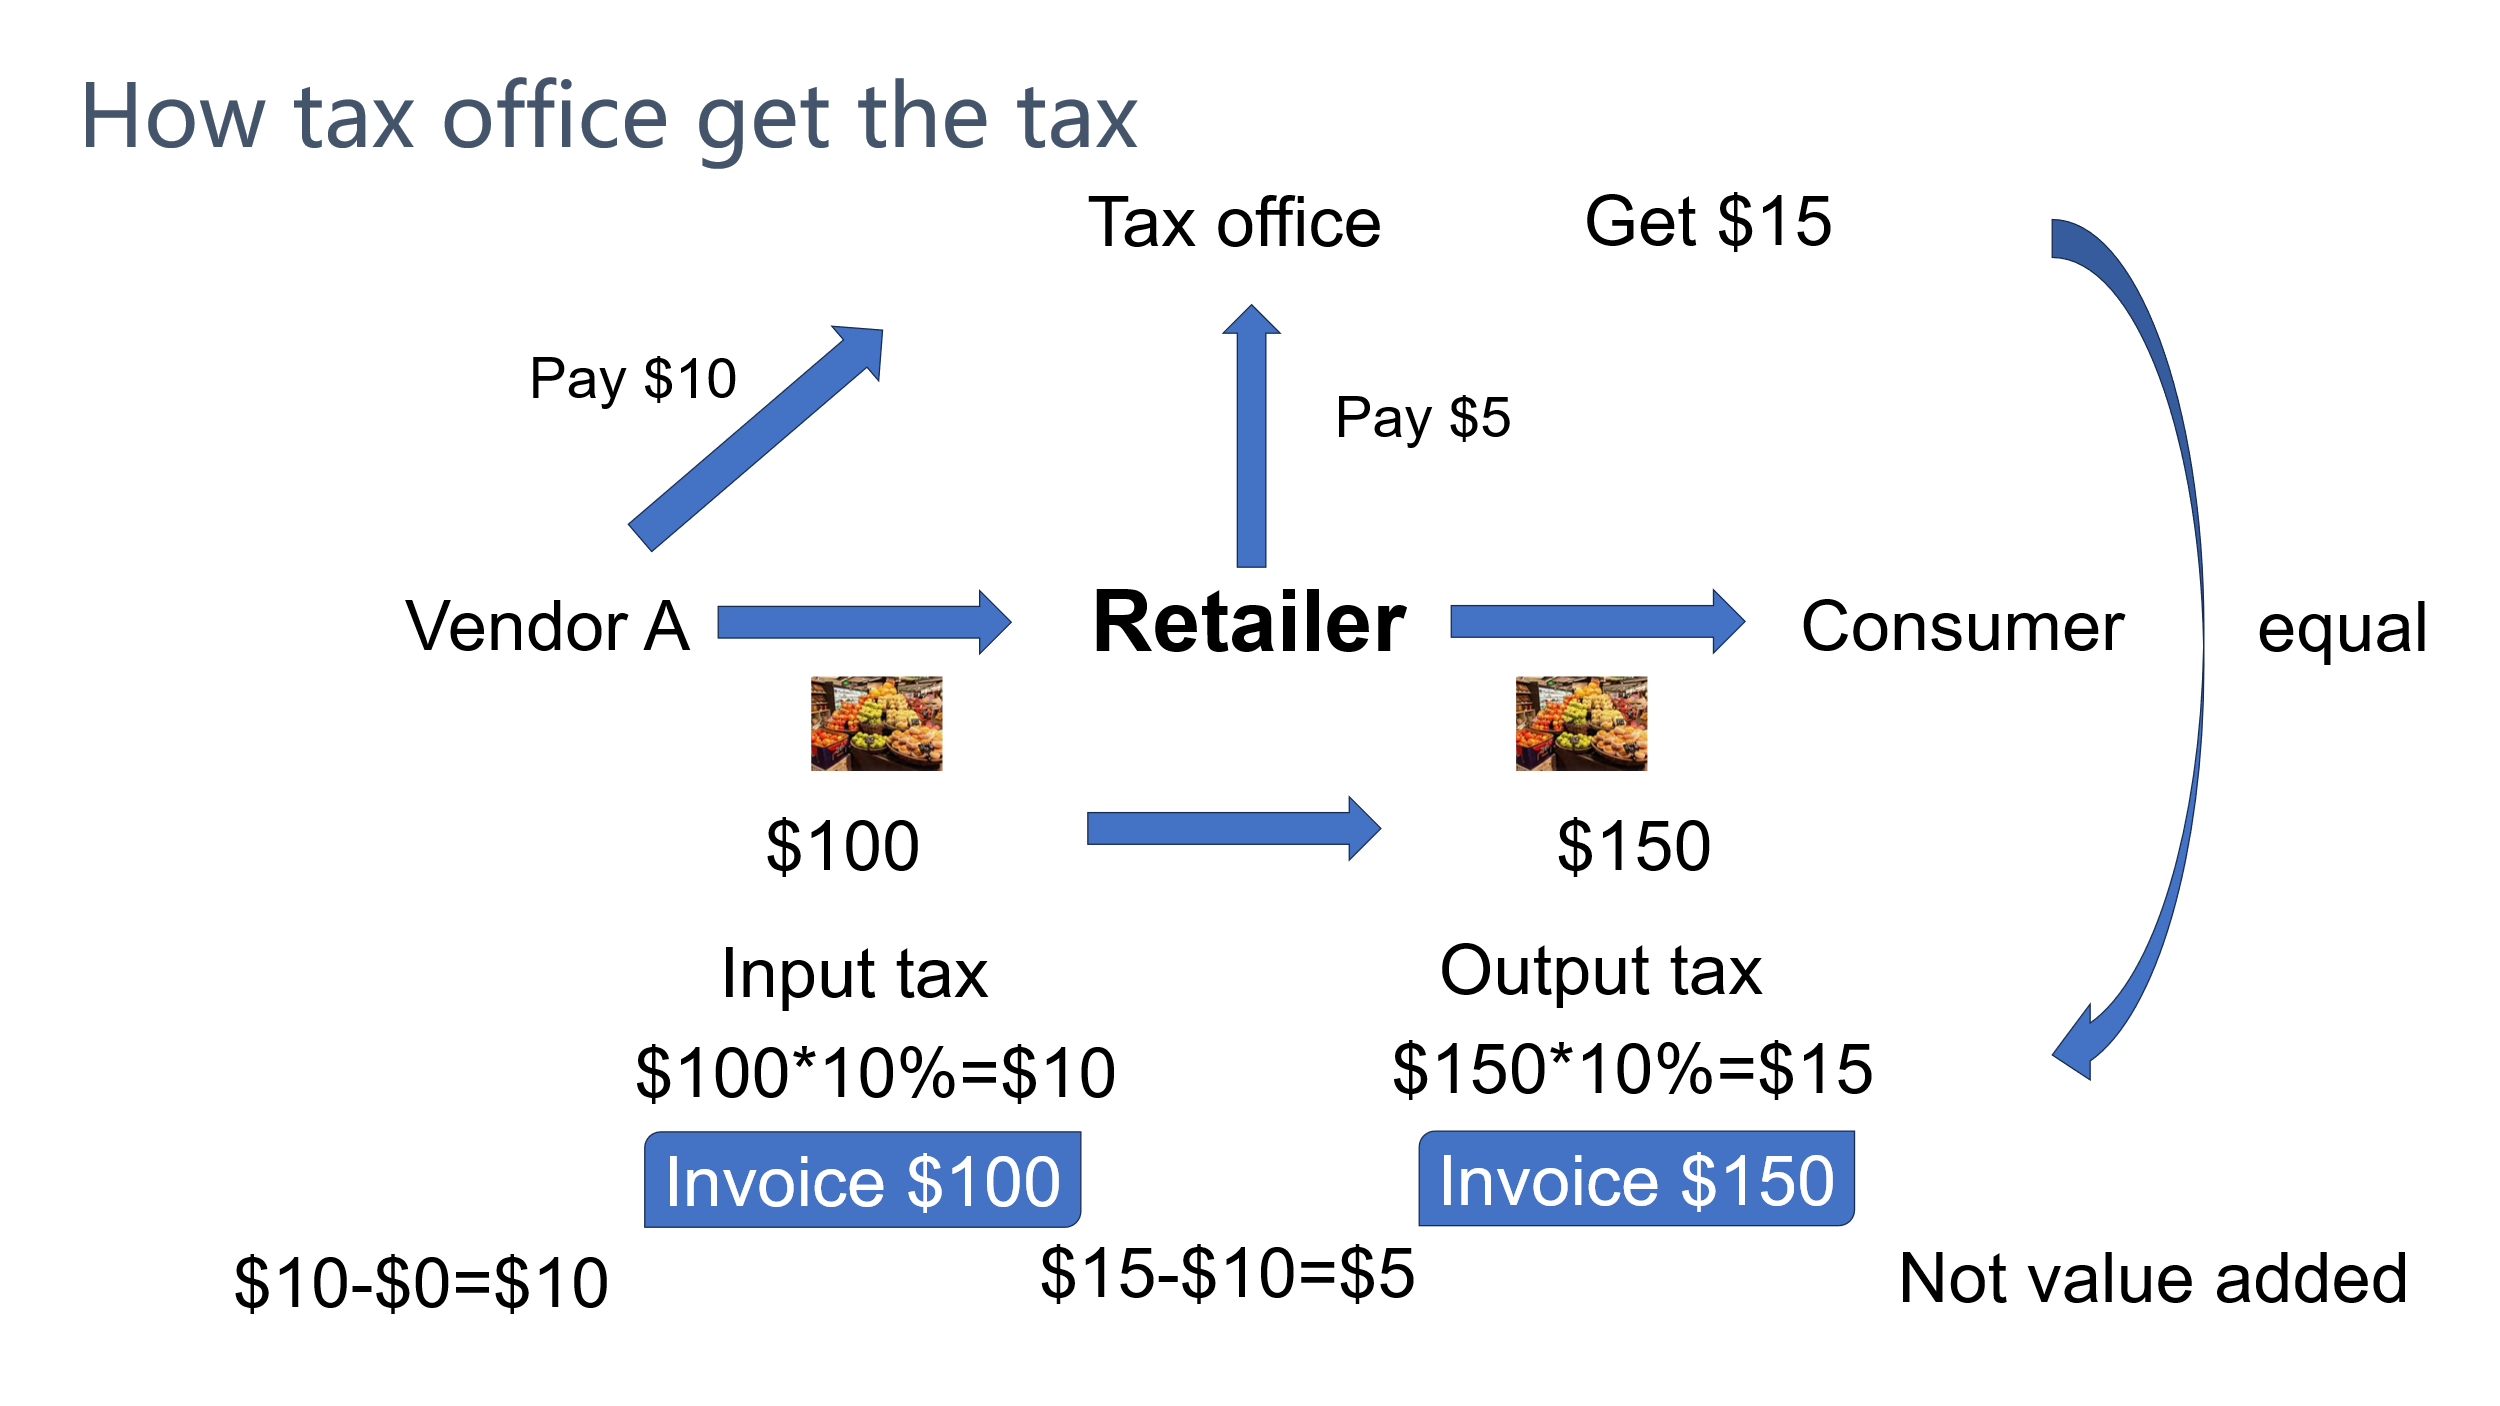 How tax office get the tax
Tax office
Get $15
Pay $10
Pay $5
Vendor A
Retailer
Consumer
equal
$100
$150
Input tax
Output tax
$100*10%=$10
$150*10%=$15
Invoice $100
Invoice $150
$10-$0=$10
$15-$10=$5
Not value added